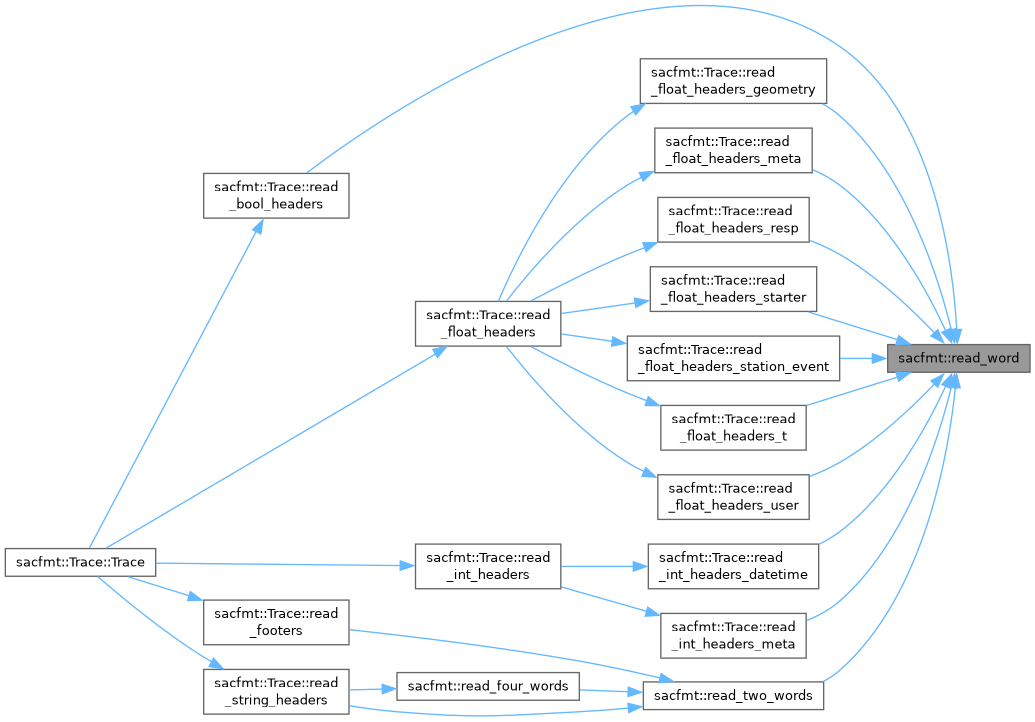 sacfmt::Trace::read
_float_headers_geometry
sacfmt::Trace::read
_float_headers_meta
sacfmt::Trace::read
_bool_headers
sacfmt::Trace::read
_float_headers_resp
sacfmt::Trace::read
_float_headers_starter
sacfmt::Trace::read
_float_headers
sacfmt::Trace::read
_float_headers_station_event
sacfmt::read_word
sacfmt::Trace::read
_float_headers_t
sacfmt::Trace::read
_float_headers_user
sacfmt::Trace::Trace
sacfmt::Trace::read
_int_headers
sacfmt::Trace::read
_int_headers_datetime
sacfmt::Trace::read
_footers
sacfmt::Trace::read
_int_headers_meta
sacfmt::Trace::read
_string_headers
sacfmt::read_four_words
sacfmt::read_two_words